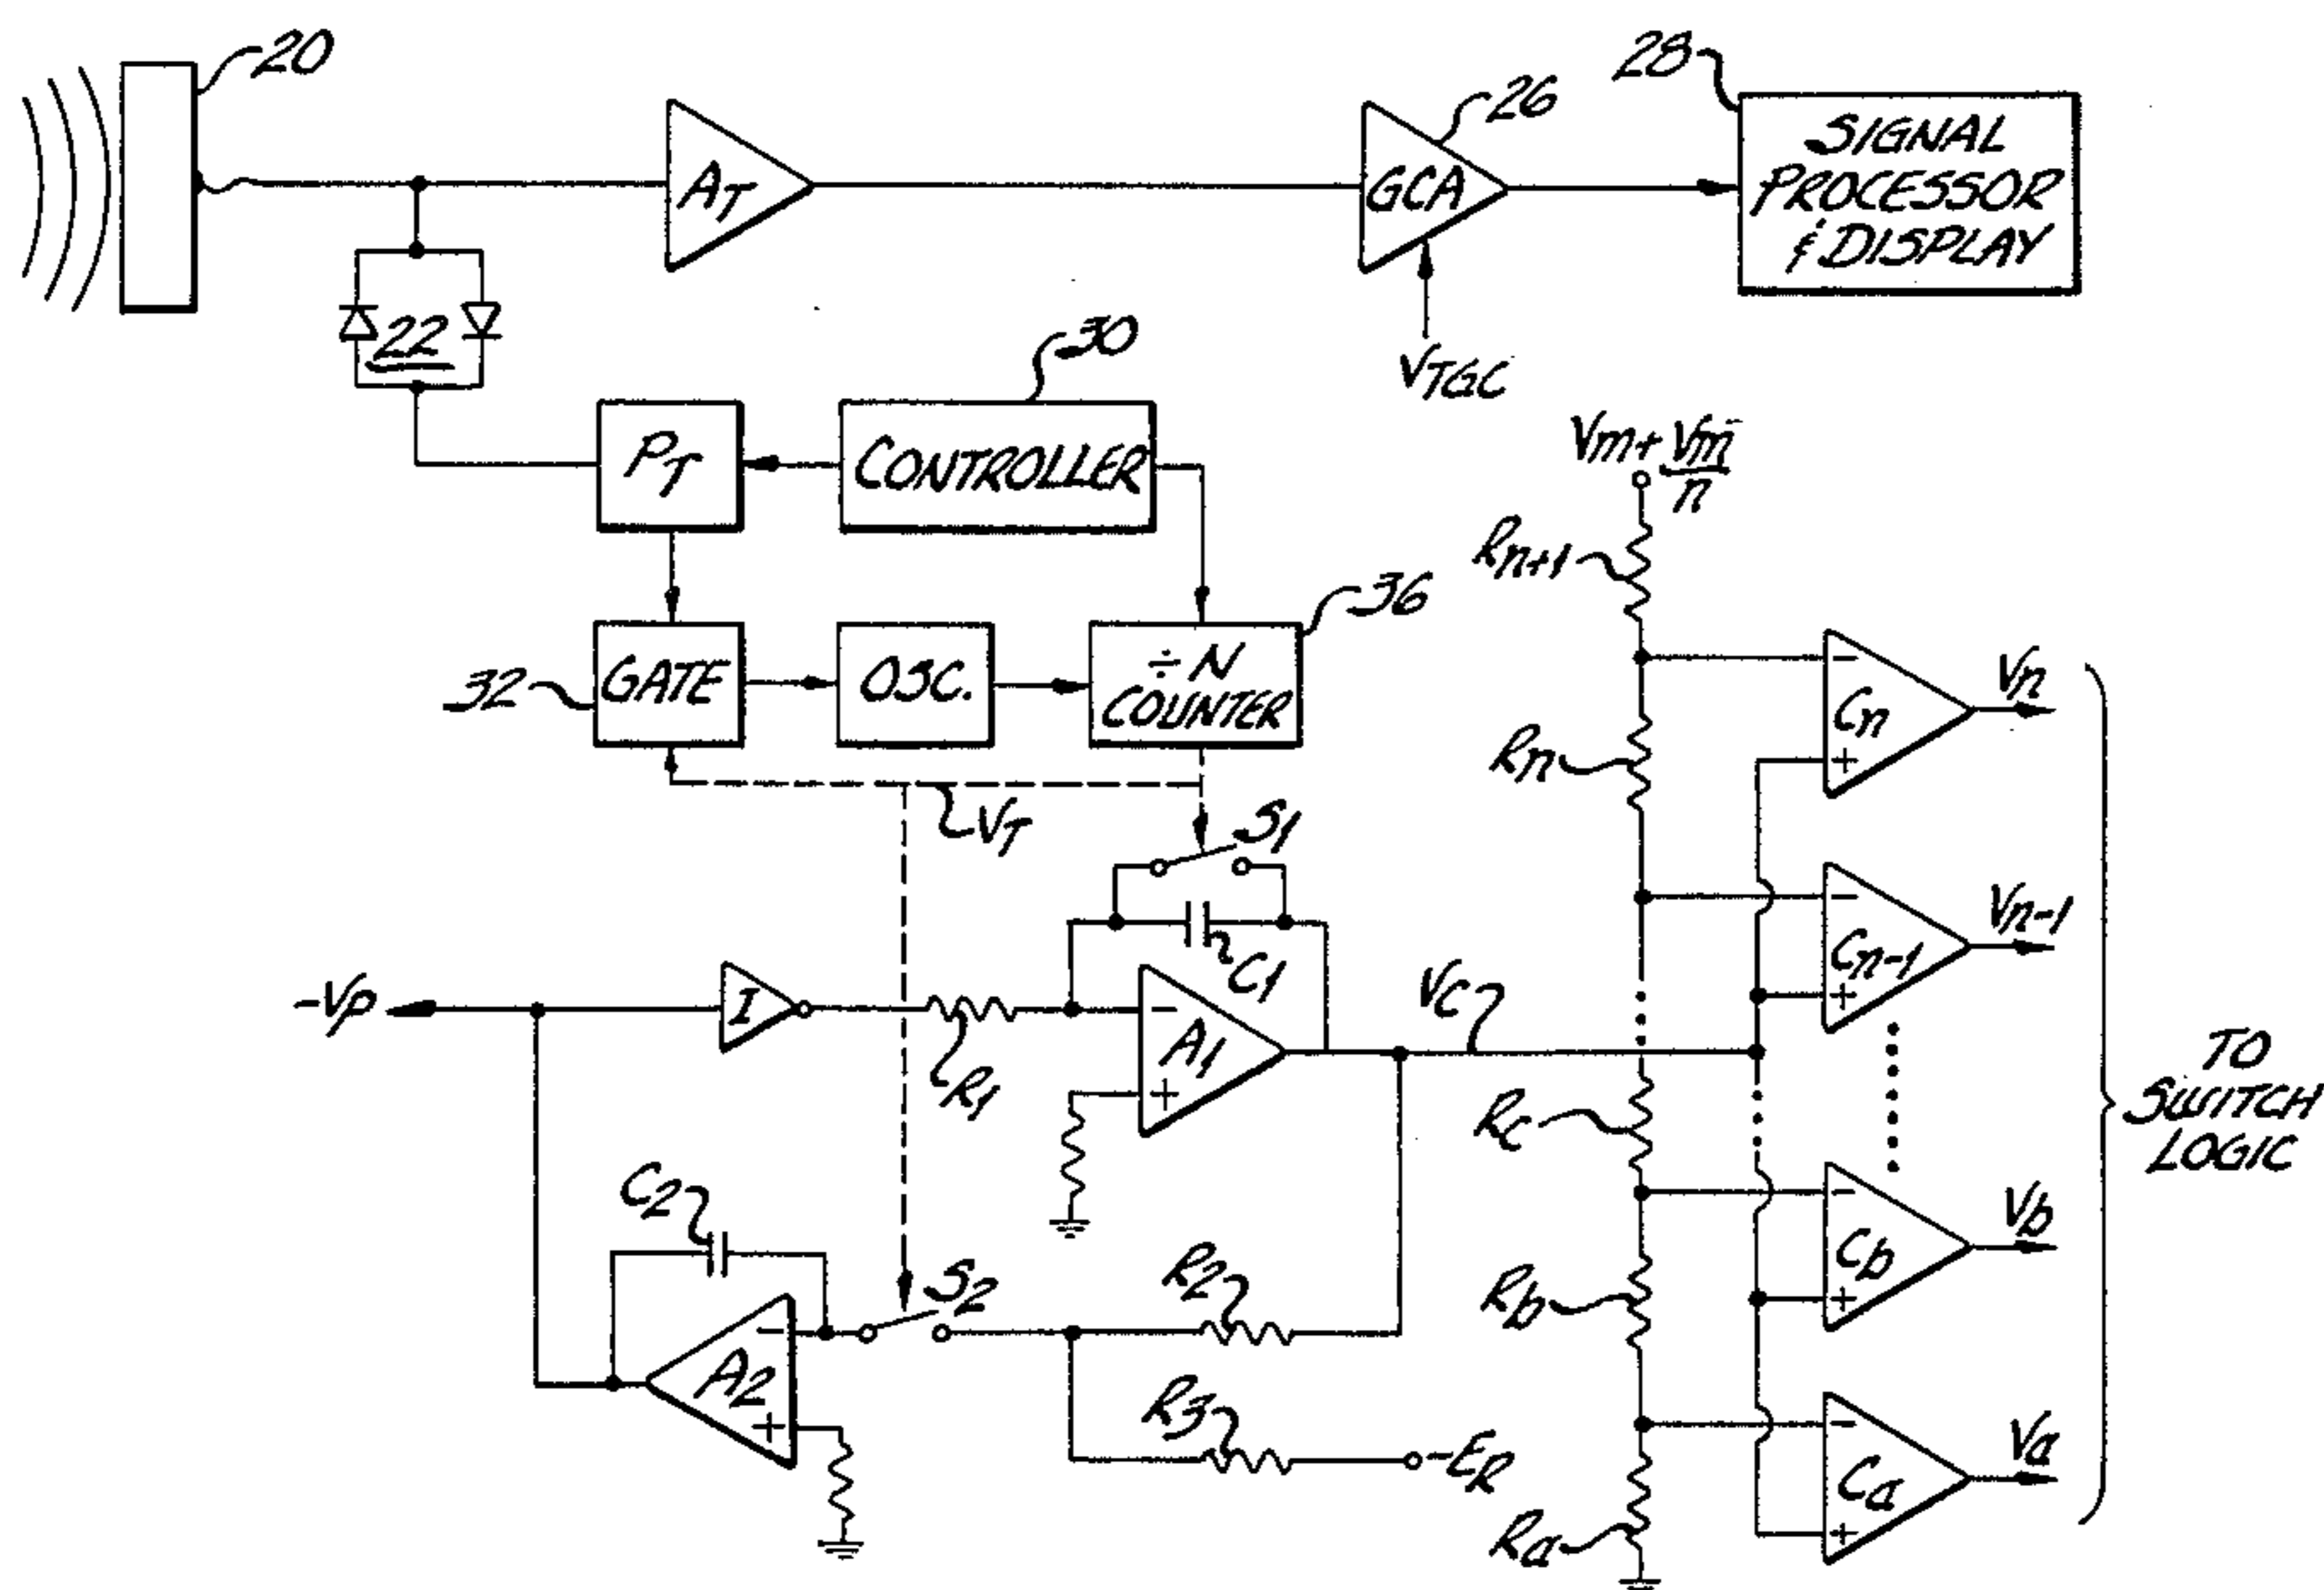 20
28
26
SIGNAL
PROCESSOR
& DISPLAY
AT
GCA
22
30
VTGC
PT
CONTROLLER
Vm + Vm/n
Rn+1
36
32
GATE
OSC.
÷ N
COUNTER
Vn
- Cn +
Rn
VT
S1
Vn-1
- Cn-1 +
C1
-Vp
I
R1
- A1 +
VC
TO
SWITCH
LOGIC
Rc
C2
S2
R2
Vb
- Cb +
Rb
- A2 +
R3
-ER
Va
- Ca +
Ra